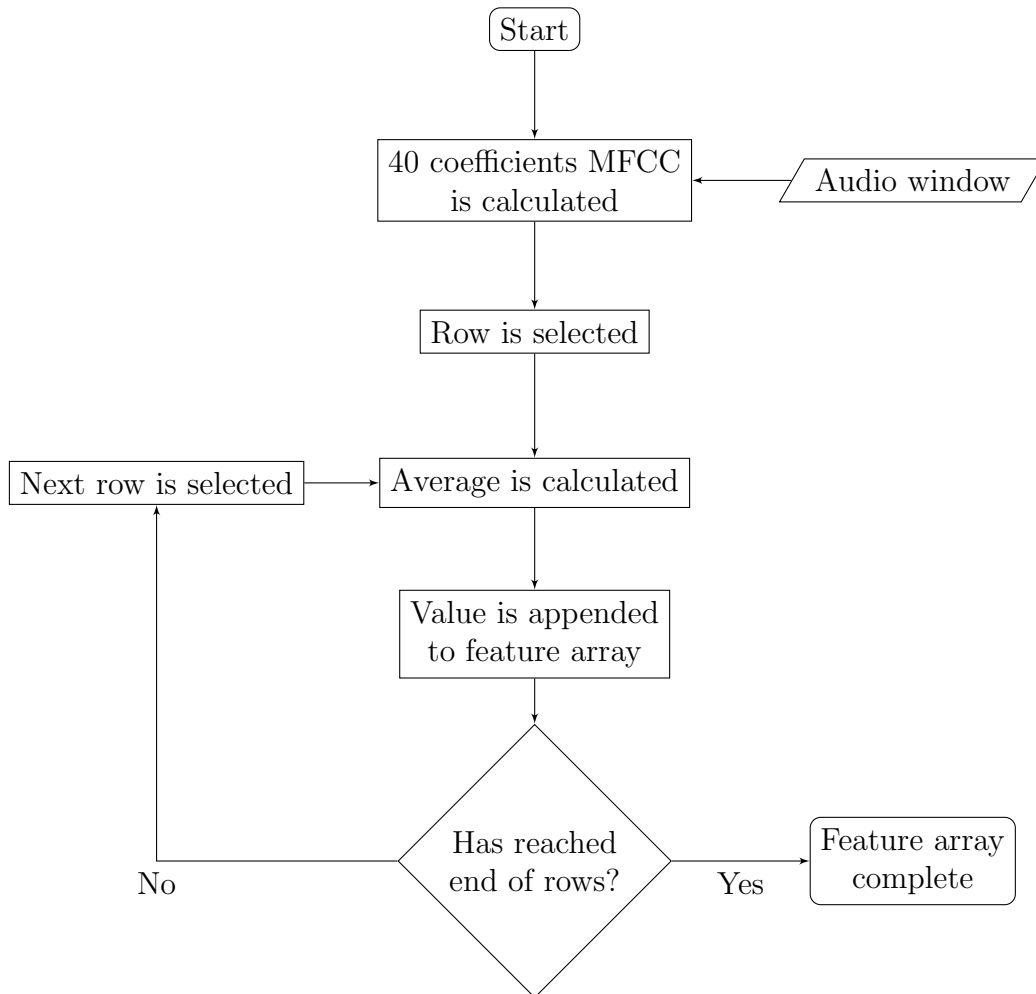 Start
40 coefficients MFCC
is calculated
Audio window
Row is selected
Next row is selected
Average is calculated
Value is appended
to feature array
Has reached
end of rows?
No
Yes
Feature array
complete